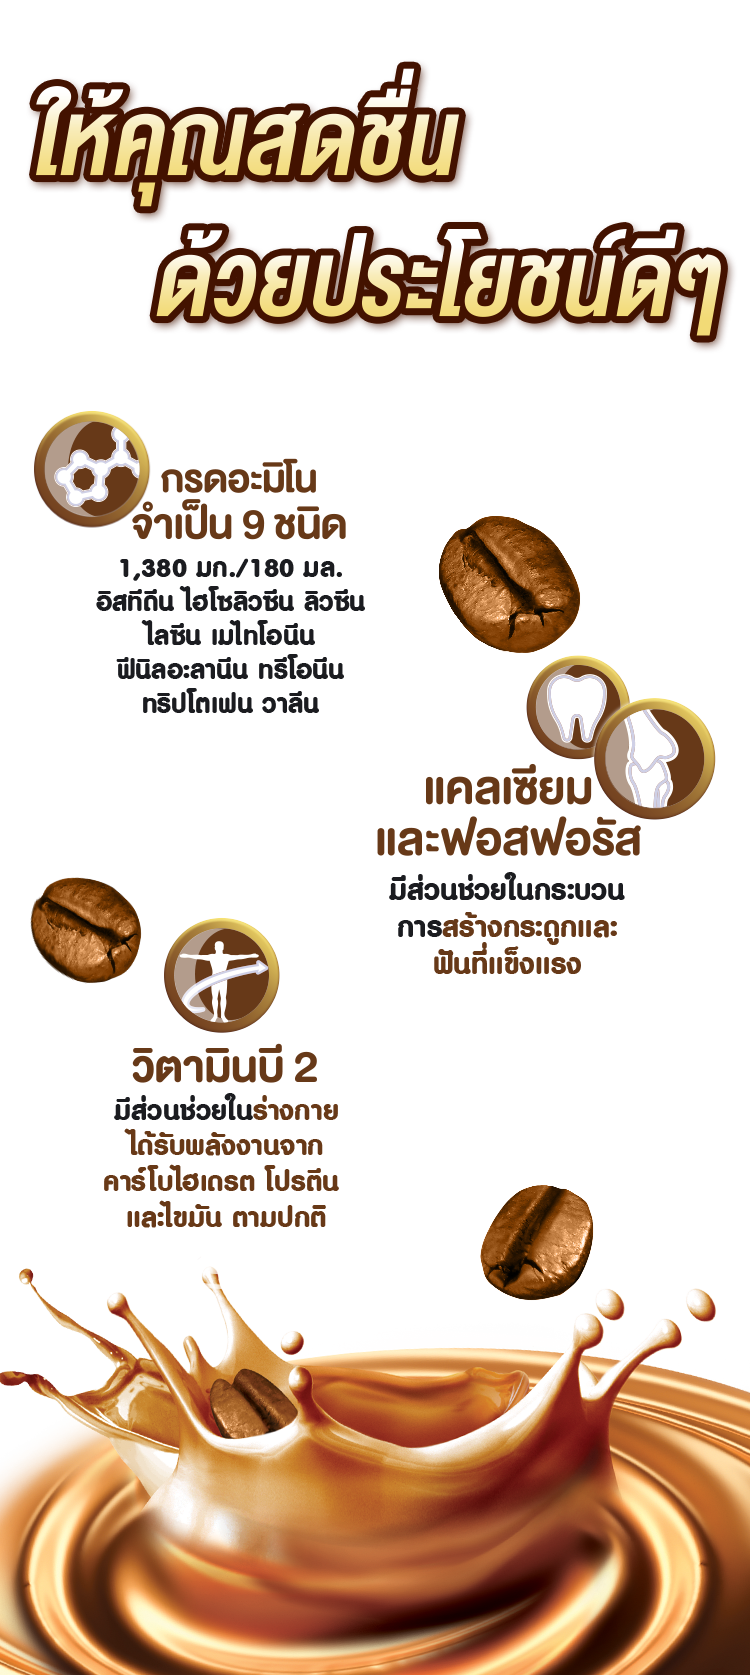 ให้คุณสดชื่น
ด้วยประโยชน์ดีๆ
กรดอะมิโน
จำเป็น 9 ชนิด
1,380 มก./180 มล.
ฮิสทีดีน ไอโซลิวซีน ลิวซีน
ไลซีน เมไทโอนีน
ฟีนิลอะลานีน ทรีโอนีน
ทริปโตเฟน วาลีน
แคลเซียม
และฟอสฟอรัส
มีส่วนช่วยในกระบวน
การสร้างกระดูกและ
ฟันที่แข็งแรง
วิตามินบี 2
มีส่วนช่วยในร่างกาย
ได้รับพลังงานจาก
คาร์โบไฮเดรต โปรตีน
และไขมัน ตามปกติ